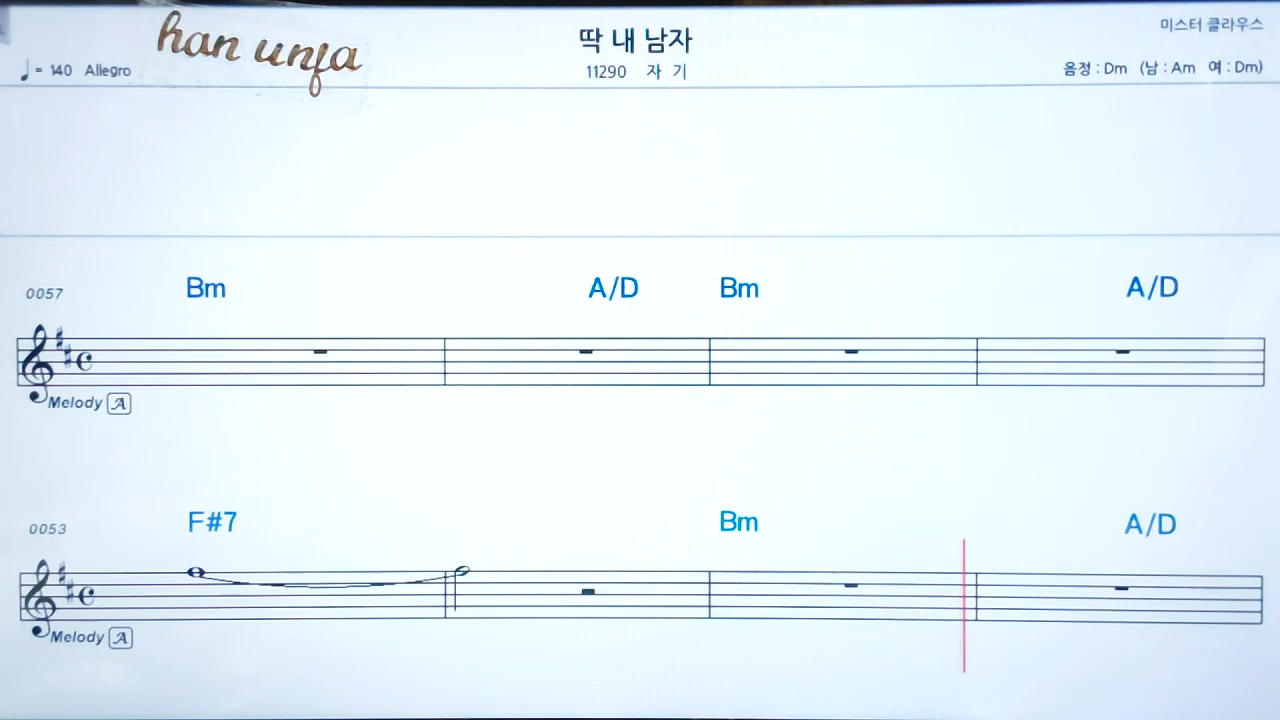 han unfa
딱 내 남자
미스터 클라우스
= 140 Allegro
11290 자 기
음정 : Dm (남 : Am 여 : Dm)
0057 Bm A/D Bm A/D
Melody A
0053 F#7 Bm A/D
Melody A